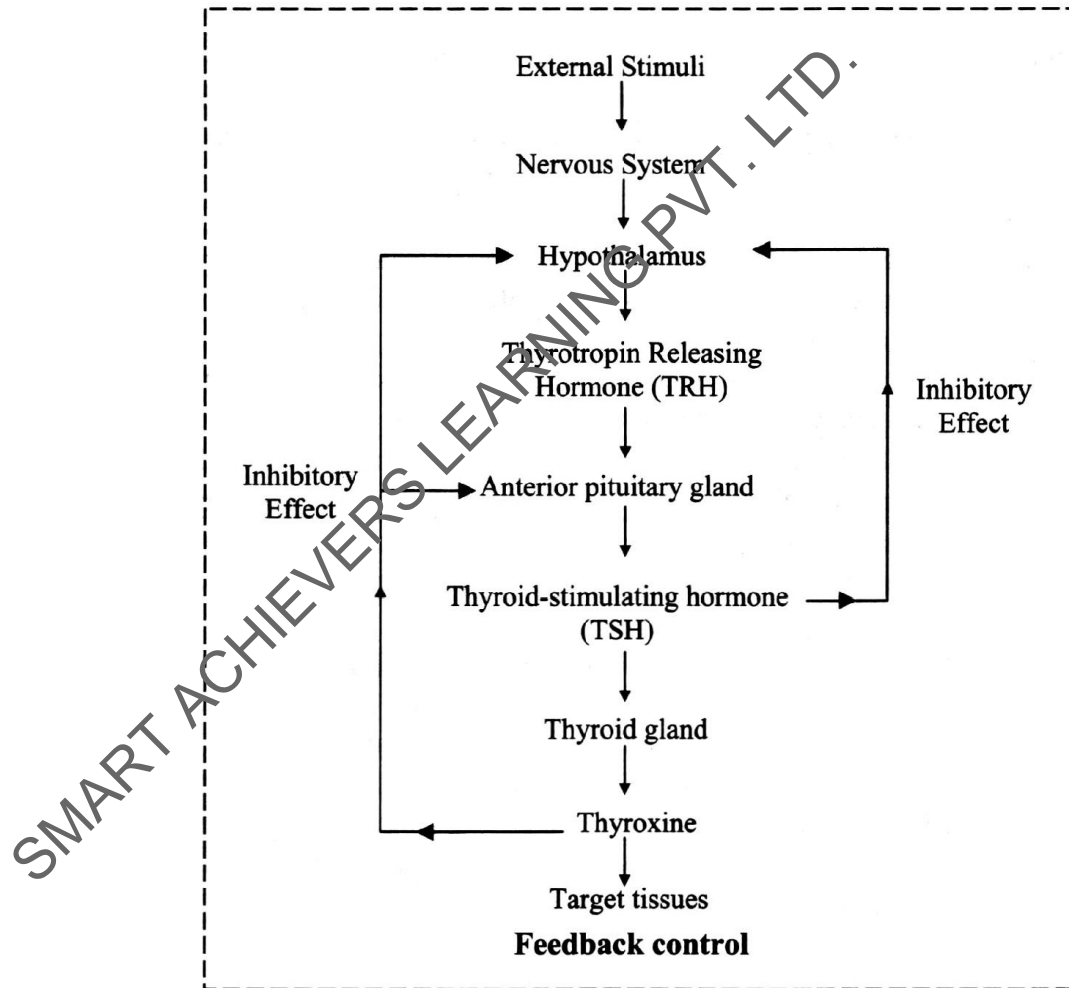 External Stimuli
Nervous System
Hypothalamus
Thyrotropin Releasing
Hormone (TRH)
Inhibitory
Effect
Inhibitory
Effect
Anterior pituitary gland
Thyroid-stimulating hormone
(TSH)
Thyroid gland
Thyroxine
Target tissues
Feedback control
SMART ACHIEVERS LEARNING PVT. LTD.